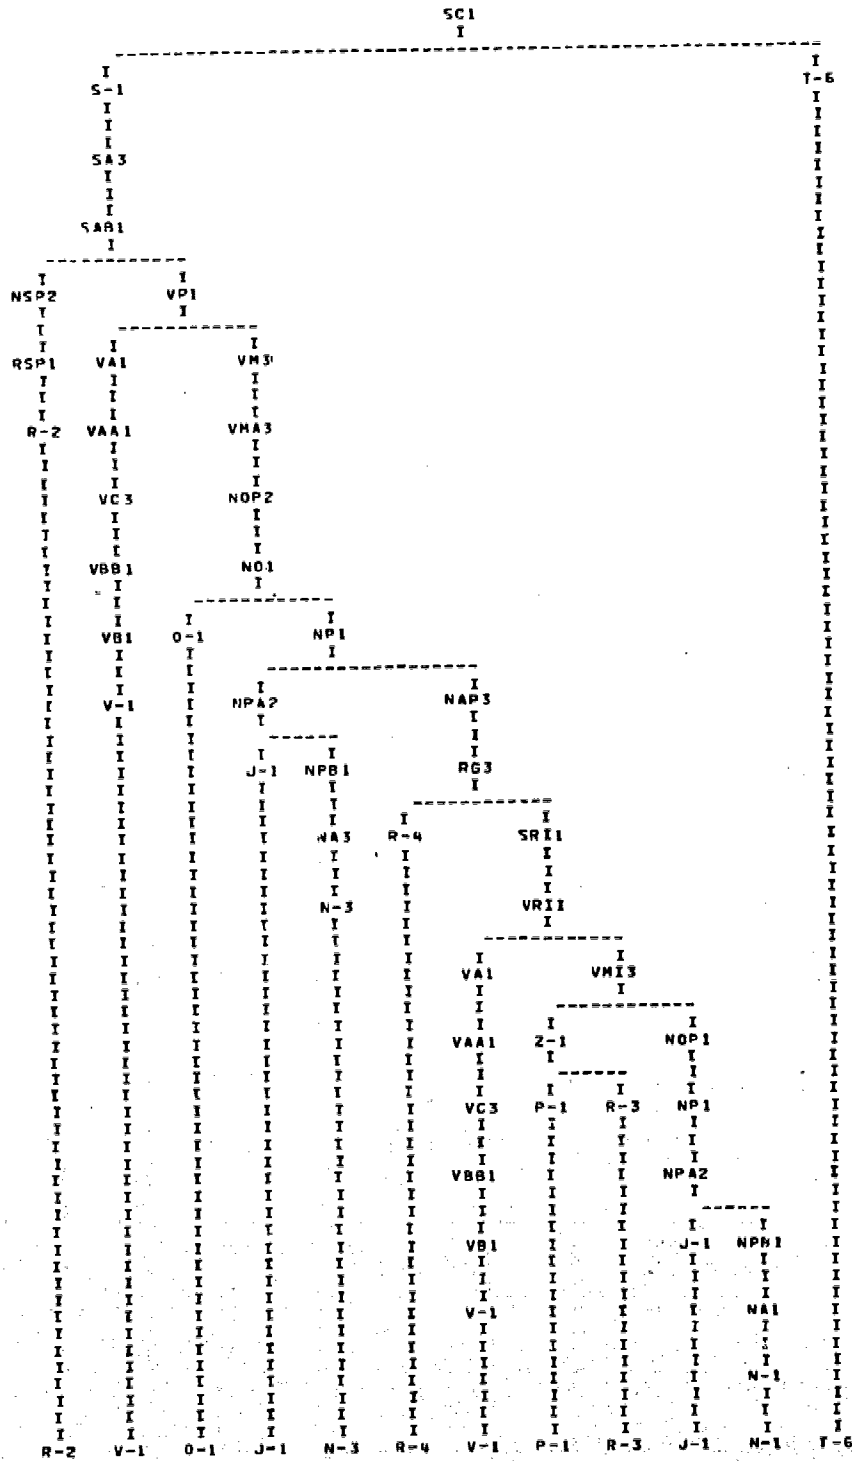 SC1
S-1 T-6
SA3
SAB1
NSP2 VP1
RSP1 VA1 VM3
R-2 VAA1 VMA3
VC3 NOP2
VBB1 NO1
VB1 O-1 NP1
V-1 NPA2 NAP3
J-1 NPB1 RG3
NA3 R-4 SRI1
N-3 VRI1
VA1 VMI3
VAA1 Z-1 NOP1
VC3 P-1 R-3 NP1
VBB1 NPA2
VB1 J-1 NPB1
V-1 NA1
N-1
R-2 V-1 O-1 J-1 N-3 R-4 V-1 P-1 R-3 J-1 N-1 T-6